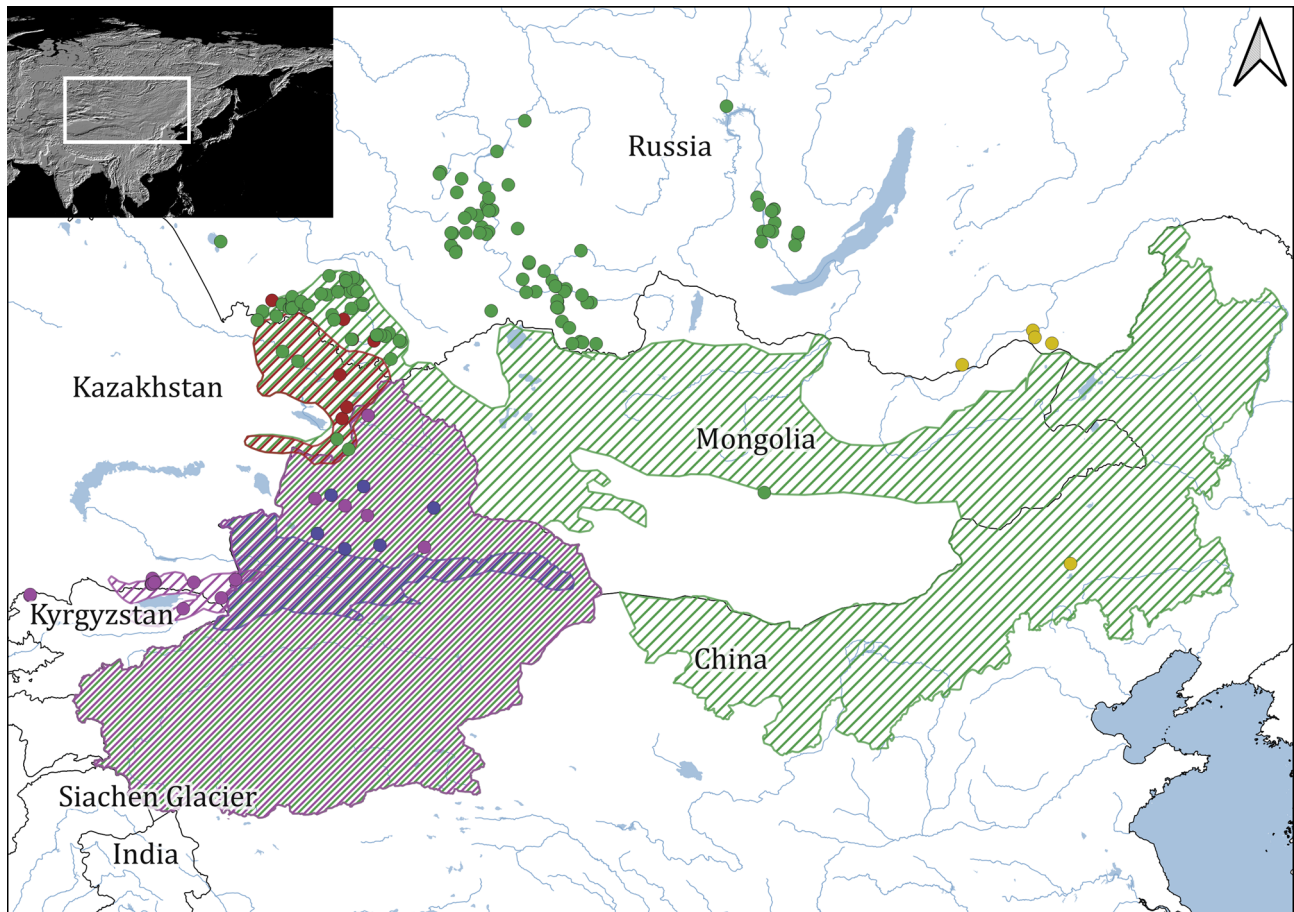 Russia
Kazakhstan
Mongolia
Kyrgyzstan
China
Siachen Glacier
India